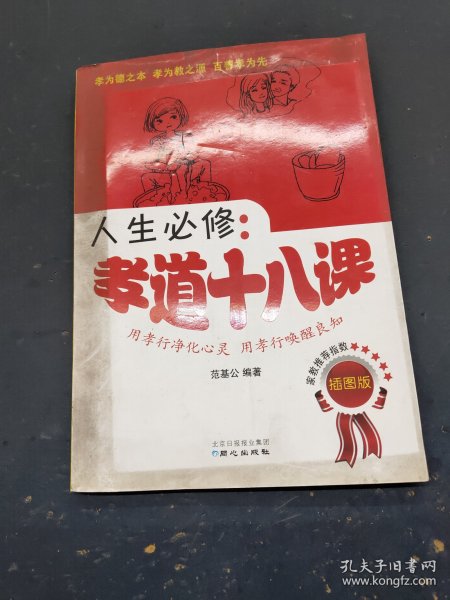 孝为德之本 孝为教之源 百善孝为先
人生必修：
孝道十八课
用孝行净化心灵 用孝行唤醒良知
范基公 编著
家教推荐指数
插图版
北京日报报业集团
同心出版社
孔夫子旧书网
www.kongfz.com